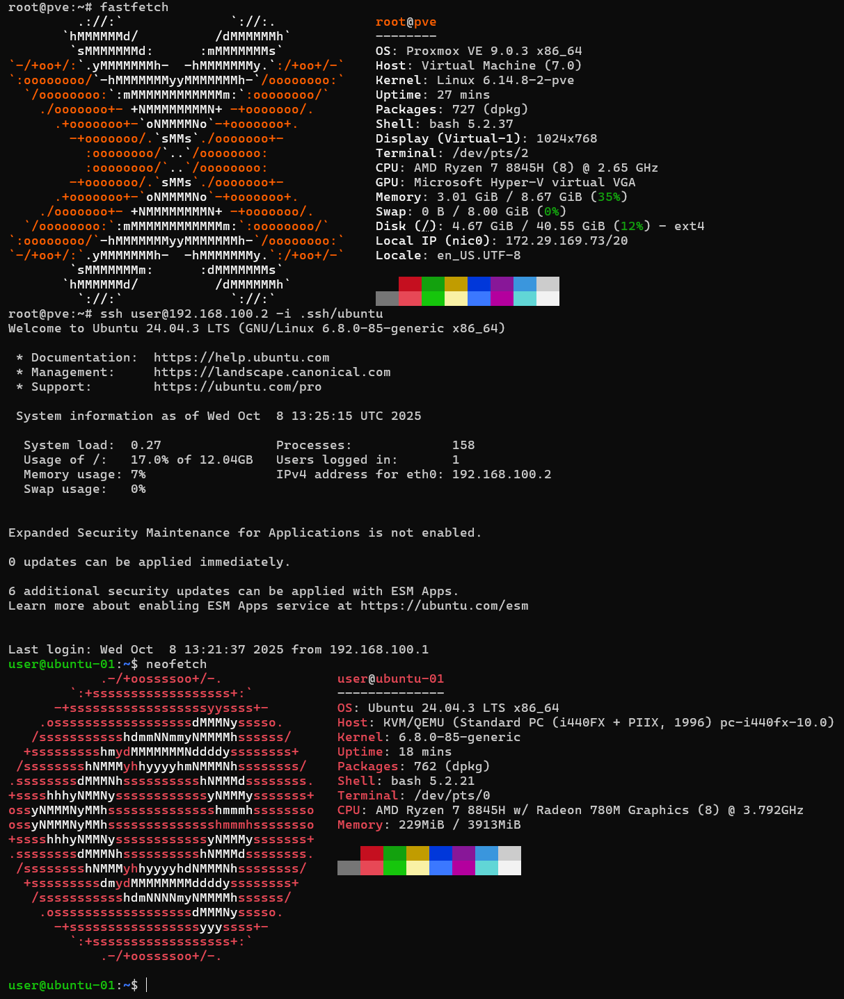 root@pve:~# fastfetch
         .://:`              `://:.             root@pve
       `hMMMMMMd/          /dMMMMMMh`           --------
        `sMMMMMMMd:      :mMMMMMMMs`            OS: Proxmox VE 9.0.3 x86_64
`-/+oo+/:`.yMMMMMMMh-  -hMMMMMMMy.`:/+oo+/-`    Host: Virtual Machine (7.0)
`:oooooooo/`-hMMMMMMMyyMMMMMMMh-`/oooooooo:`    Kernel: Linux 6.14.8-2-pve
  `/oooooooo:`:mMMMMMMMMMMMMm:`:oooooooo/`      Uptime: 27 mins
    ./ooooooo+- +NMMMMMMMMN+ -+ooooooo/.        Packages: 727 (dpkg)
      .+ooooooo+-`oNMMMMNo`-+ooooooo+.          Shell: bash 5.2.37
        -+ooooooo/.`sMMs`./ooooooo+-            Display (Virtual-1): 1024x768
          :oooooooo/`..`/oooooooo:              Terminal: /dev/pts/2
          :oooooooo/`..`/oooooooo:              CPU: AMD Ryzen 7 8845H (8) @ 2.65 GHz
        -+ooooooo/.`sMMs`./ooooooo+-            GPU: Microsoft Hyper-V virtual VGA
      .+ooooooo+-`oNMMMMNo`-+ooooooo+.          Memory: 3.01 GiB / 8.67 GiB (35%)
    ./ooooooo+- +NMMMMMMMMN+ -+ooooooo/.        Swap: 0 B / 8.00 GiB (0%)
  `/oooooooo:`:mMMMMMMMMMMMMm:`:oooooooo/`      Disk (/): 4.67 GiB / 40.55 GiB (12%) - ext4
`:oooooooo/`-hMMMMMMMyyMMMMMMMh-`/oooooooo:`    Local IP (nic0): 172.29.169.73/20
`-/+oo+/:`.yMMMMMMMh-  -hMMMMMMMy.`:/+oo+/-`    Locale: en_US.UTF-8
        `sMMMMMMMm:      :dMMMMMMMs`
       `hMMMMMMd/          /dMMMMMMh`
         `://:`              `://:`
root@pve:~# ssh user@192.168.100.2 -i .ssh/ubuntu
Welcome to Ubuntu 24.04.3 LTS (GNU/Linux 6.8.0-85-generic x86_64)

 * Documentation:  https://help.ubuntu.com
 * Management:     https://landscape.canonical.com
 * Support:        https://ubuntu.com/pro

 System information as of Wed Oct  8 13:25:15 UTC 2025

  System load:  0.27               Processes:             158
  Usage of /:   17.0% of 12.04GB   Users logged in:       1
  Memory usage: 7%                 IPv4 address for eth0: 192.168.100.2
  Swap usage:   0%


Expanded Security Maintenance for Applications is not enabled.

0 updates can be applied immediately.

6 additional security updates can be applied with ESM Apps.
Learn more about enabling ESM Apps service at https://ubuntu.com/esm


Last login: Wed Oct  8 13:21:37 2025 from 192.168.100.1
user@ubuntu-01:~$ neofetch
            .-/+oossssoo+/-.               user@ubuntu-01
        `:+ssssssssssssssssss+:`           --------------
      -+ssssssssssssssssssyyssss+-         OS: Ubuntu 24.04.3 LTS x86_64
    .ossssssssssssssssssdMMMNysssso.       Host: KVM/QEMU (Standard PC (i440FX + PIIX, 1996) pc-i440fx-10.0)
   /ssssssssssshdmmNNmmyNMMMMhssssss/      Kernel: 6.8.0-85-generic
  +ssssssssshmydMMMMMMMNddddyssssssss+     Uptime: 18 mins
 /sssssssshNMMMyhhyyyyhmNMMMNhssssssss/    Packages: 762 (dpkg)
.ssssssssdMMMNhsssssssssshNMMMdssssssss.   Shell: bash 5.2.21
+sssshhhyNMMNyssssssssssssyNMMMysssssss+   Terminal: /dev/pts/0
ossyNMMMNyMMhsssssssssssssshmmmhssssssso   CPU: AMD Ryzen 7 8845H w/ Radeon 780M Graphics (8) @ 3.792GHz
ossyNMMMNyMMhsssssssssssssshmmmhssssssso   Memory: 229MiB / 3913MiB
+sssshhhyNMMNyssssssssssssyNMMMysssssss+
.ssssssssdMMMNhsssssssssshNMMMdssssssss.
 /sssssssshNMMMyhhyyyyhdNMMMNhssssssss/
  +sssssssssdmydMMMMMMMMddddyssssssss+
   /ssssssssssshdmNNNNmyNMMMMhssssss/
    .ossssssssssssssssssdMMMNysssso.
      -+sssssssssssssssssyyyssss+-
        `:+ssssssssssssssssss+:`
            .-/+oossssoo+/-.

user@ubuntu-01:~$